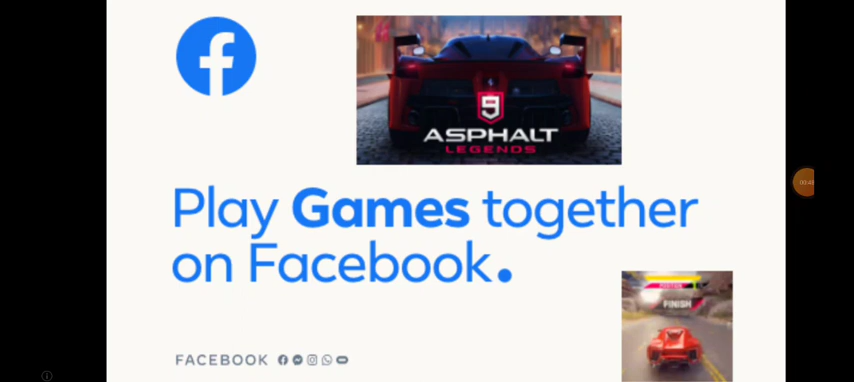 9
ASPHALT
LEGENDS
Play Games together
on Facebook.
FINISH
FACEBOOK